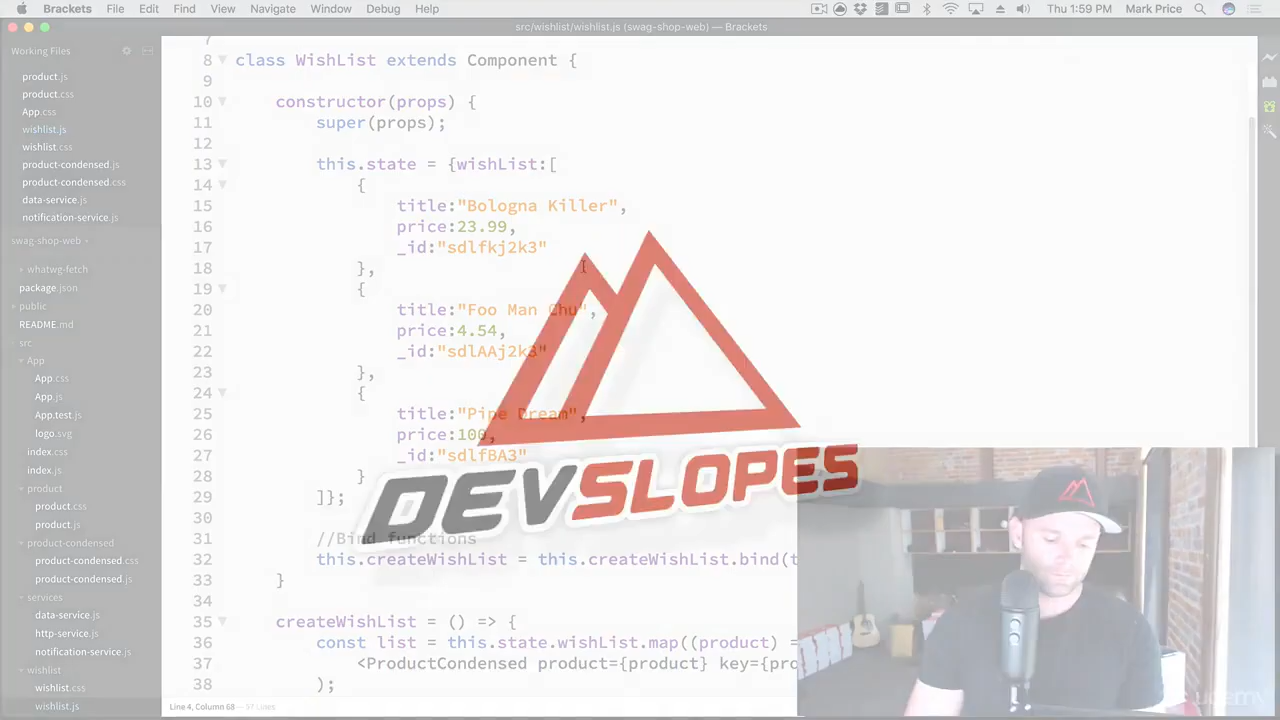 Brackets File Edit Find View Navigate Window Debug Help
Thu 1:59 PM Mark Price
src/wishlist/wishlist.js (swag-shop-web) — Brackets
Working Files
product.js
product.css
App.css
wishlist.js
wishlist.css
product-condensed.js
product-condensed.css
data-service.js
notification-service.js
swag-shop-web
whatwg-fetch
package.json
public
README.md
src
App
App.css
App.js
App.test.js
logo.svg
index.css
index.js
product
product.css
product.js
product-condensed
product-condensed.css
product-condensed.js
services
data-service.js
http-service.js
notification-service.js
wishlist
wishlist.css
wishlist.js
7
8 class WishList extends Component {
9
10 constructor(props) {
11 super(props);
12
13 this.state = {wishList:[
14 {
15 title:"Bologna Killer",
16 price:23.99,
17 _id:"sdlfkj2k3"
18 },
19 {
20 title:"Foo Man Chu",
21 price:4.54,
22 _id:"sdlAAj2k3"
23 },
24 {
25 title:"Pipe Dream",
26 price:100,
27 _id:"sdlfBA3"
28 }
29 ]};
30
31 //Bind functions
32 this.createWishList = this.createWishList.bind(t
33 }
34
35 createWishList = () => {
36 const list = this.state.wishList.map((product) =
37 <ProductCondensed product={product} key={pro
38 );
DEVSLOPES
Line 4, Column 68 — 57 Lines
udemy